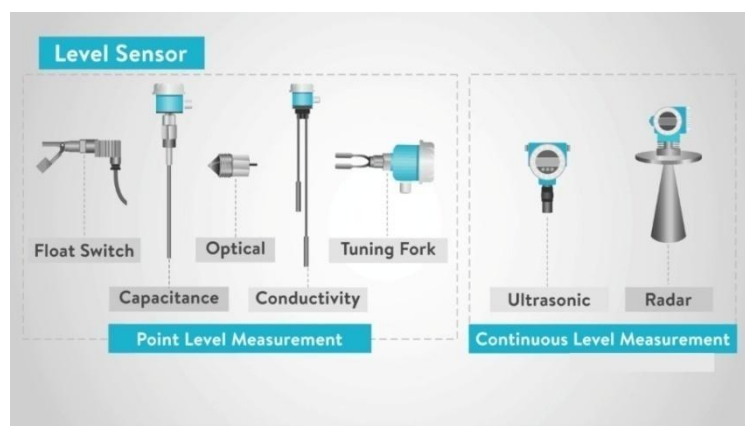 Level Sensor
Float Switch
Capacitance
Optical
Conductivity
Tuning Fork
Point Level Measurement
Ultrasonic
Radar
Continuous Level Measurement